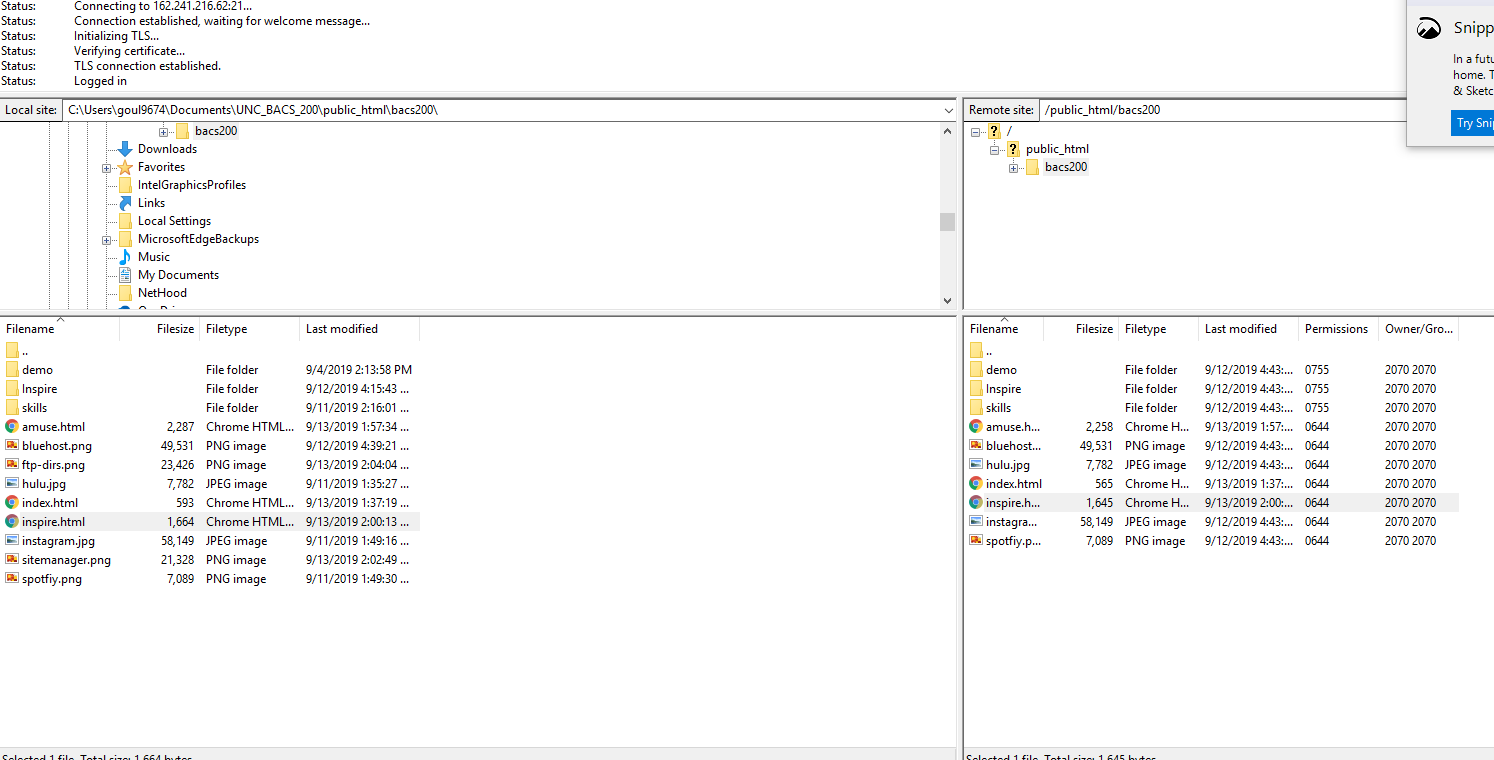 Status: Connecting to 162.241.216.62:21...
Status: Connection established, waiting for welcome message...
Status: Initializing TLS...
Status: Verifying certificate...
Status: TLS connection established.
Status: Logged in
Snipp
In a futu
home. T
& Sketc
Try Sni
Local site: C:\Users\goul9674\Documents\UNC_BACS_200\public_html\bacs200\
bacs200
Downloads
Favorites
IntelGraphicsProfiles
Links
Local Settings
MicrosoftEdgeBackups
Music
My Documents
NetHood
Remote site: /public_html/bacs200
/
public_html
bacs200
Filename Filesize Filetype Last modified
..
demo File folder 9/4/2019 2:13:58 PM
Inspire File folder 9/12/2019 4:15:43 ...
skills File folder 9/11/2019 2:16:01 ...
amuse.html 2,287 Chrome HTML... 9/13/2019 1:57:34 ...
bluehost.png 49,531 PNG image 9/12/2019 4:39:21 ...
ftp-dirs.png 23,426 PNG image 9/13/2019 2:04:04 ...
hulu.jpg 7,782 JPEG image 9/11/2019 1:35:27 ...
index.html 593 Chrome HTML... 9/13/2019 1:37:19 ...
inspire.html 1,664 Chrome HTML... 9/13/2019 2:00:13 ...
instagram.jpg 58,149 JPEG image 9/11/2019 1:49:16 ...
sitemanager.png 21,328 PNG image 9/13/2019 2:02:49 ...
spotfiy.png 7,089 PNG image 9/11/2019 1:49:30 ...
Selected 1 file. Total size: 1,664 bytes
Filename Filesize Filetype Last modified Permissions Owner/Gro...
..
demo File folder 9/12/2019 4:43:... 0755 2070 2070
Inspire File folder 9/12/2019 4:43:... 0755 2070 2070
skills File folder 9/12/2019 4:43:... 0755 2070 2070
amuse.h... 2,258 Chrome H... 9/13/2019 1:57:... 0644 2070 2070
bluehost... 49,531 PNG image 9/12/2019 4:43:... 0644 2070 2070
hulu.jpg 7,782 JPEG image 9/12/2019 4:43:... 0644 2070 2070
index.html 565 Chrome H... 9/13/2019 1:37:... 0644 2070 2070
inspire.h... 1,645 Chrome H... 9/13/2019 2:00:... 0644 2070 2070
instagra... 58,149 JPEG image 9/12/2019 4:43:... 0644 2070 2070
spotfiy.p... 7,089 PNG image 9/12/2019 4:43:... 0644 2070 2070
Selected 1 file. Total size: 1,645 bytes